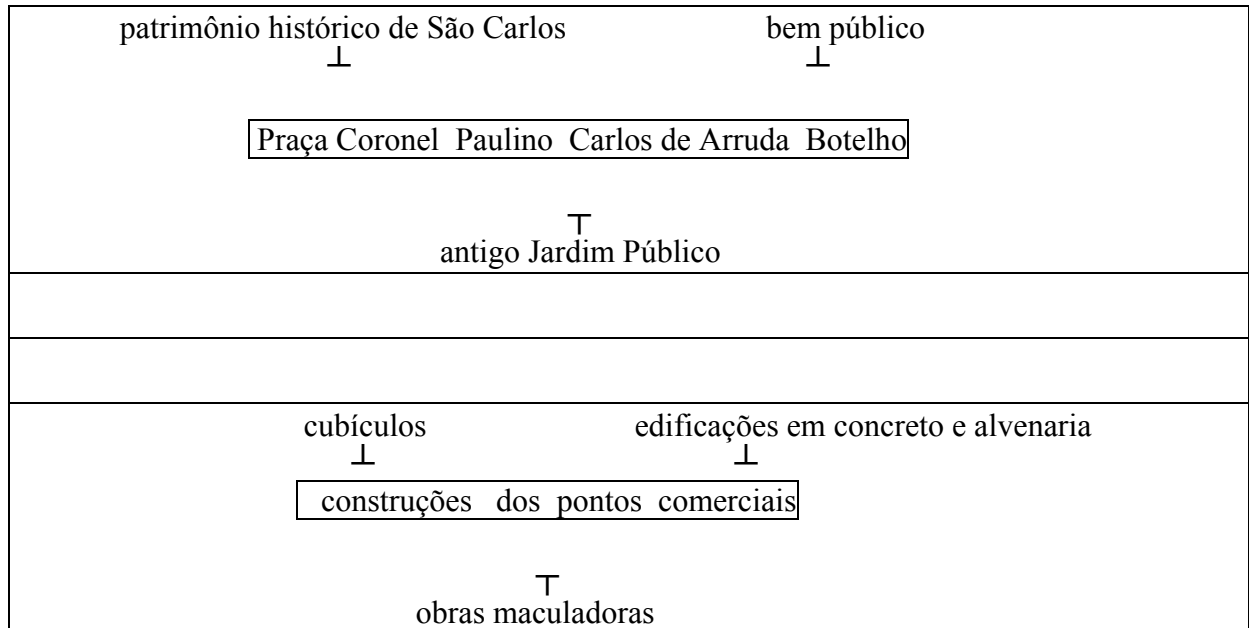 patrimônio histórico de São Carlos bem público
⊥ ⊥
Praça Coronel Paulino Carlos de Arruda Botelho
⊤
antigo Jardim Público
cubículos edificações em concreto e alvenaria
⊥ ⊥
construções dos pontos comerciais
⊤
obras maculadoras